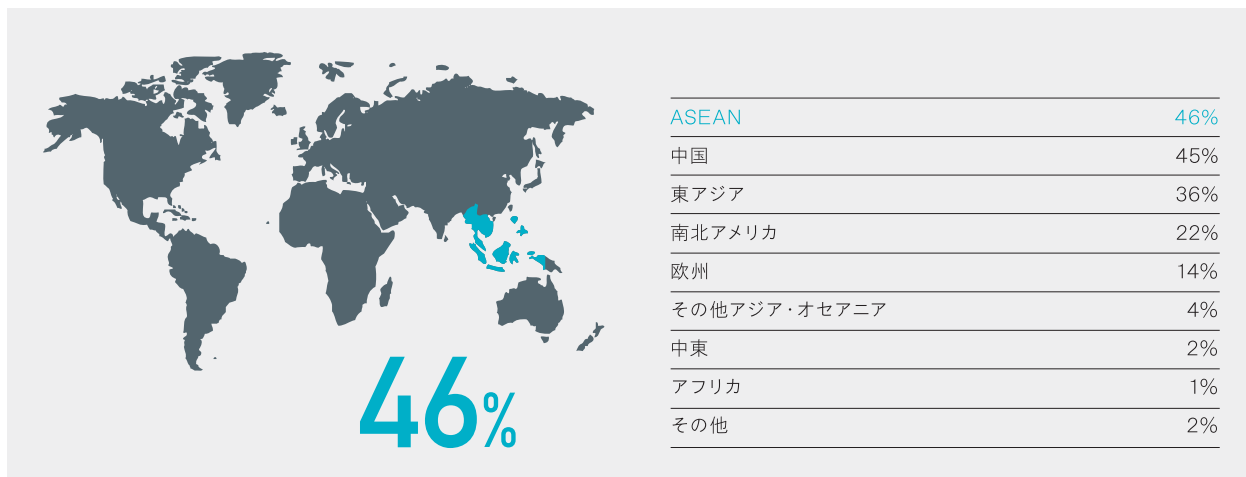 46%
ASEAN 46%
中国 45%
東アジア 36%
南北アメリカ 22%
欧州 14%
その他アジア・オセアニア 4%
中東 2%
アフリカ 1%
その他 2%